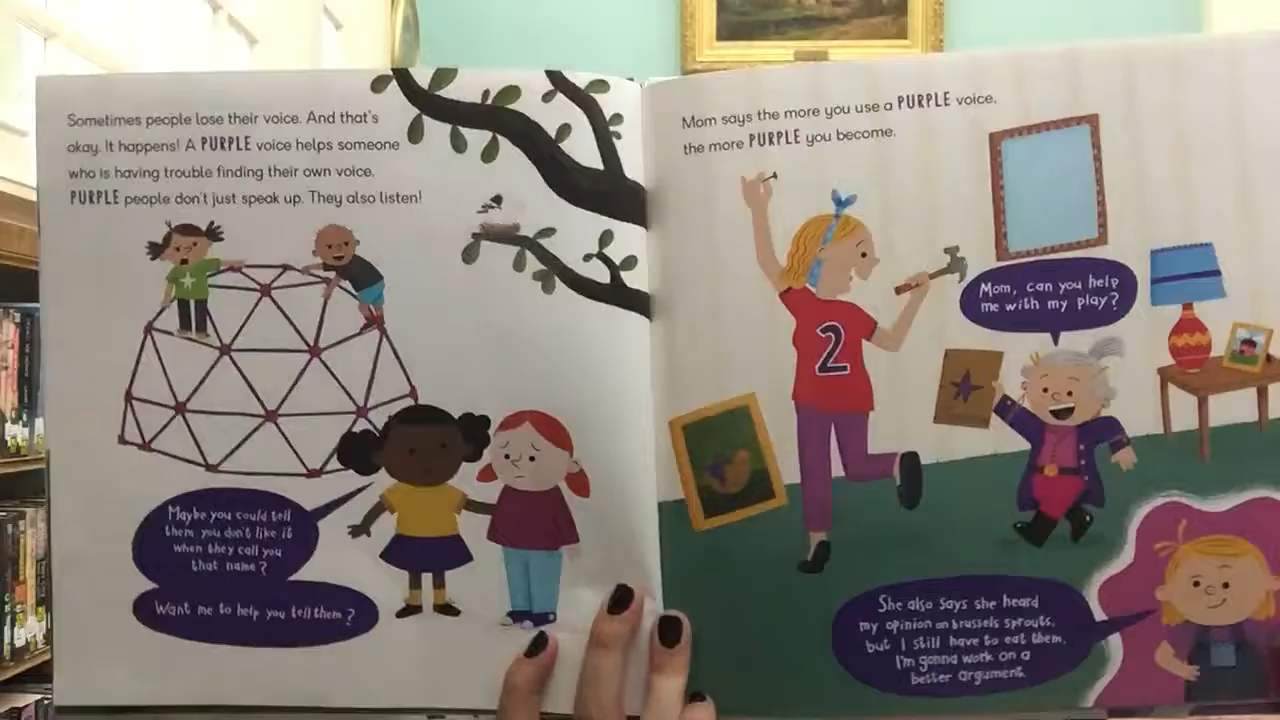 Sometimes people lose their voice. And that's
okay. It happens! A PURPLE voice helps someone
who is having trouble finding their own voice.
PURPLE people don't just speak up. They also listen!
Maybe you could tell
them you don't like it
when they call you
that name?
Want me to help you tell them?
Mom says the more you use a PURPLE voice,
the more PURPLE you become.
2
Mom, can you help
me with my play?
She also says she heard
my opinion on brussels sprouts,
but I still have to eat them.
I'm gonna work on a
better argument.